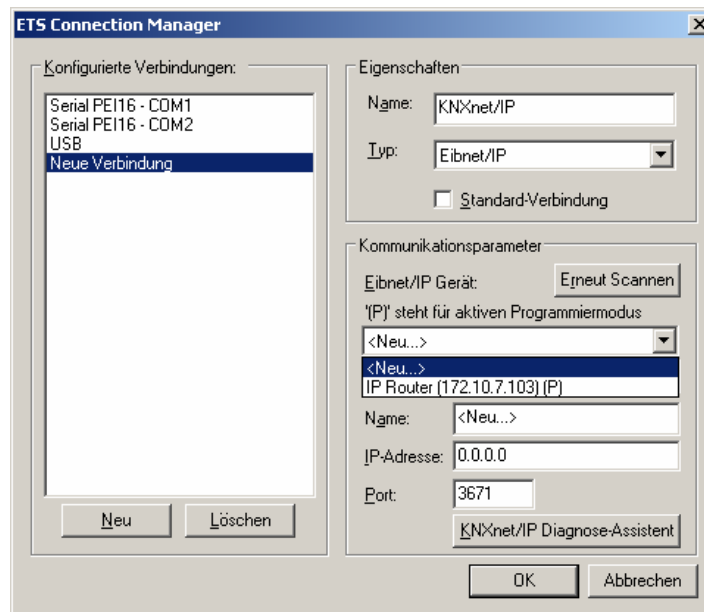 ETS Connection Manager
Konfigurierte Verbindungen:
Serial PEI16 - COM1
Serial PEI16 - COM2
USB
Neue Verbindung
Neu
Löschen
Eigenschaften
Name:
KNXnet/IP
Typ:
Eibnet/IP
Standard-Verbindung
Kommunikationsparameter
Eibnet/IP Gerät:
Erneut Scannen
'(P)' steht für aktiven Programmiermodus
<Neu...>
<Neu...>
IP Router (172.10.7.103) (P)
Name:
<Neu...>
IP-Adresse:
0.0.0.0
Port:
3671
KNXnet/IP Diagnose-Assistent
OK
Abbrechen